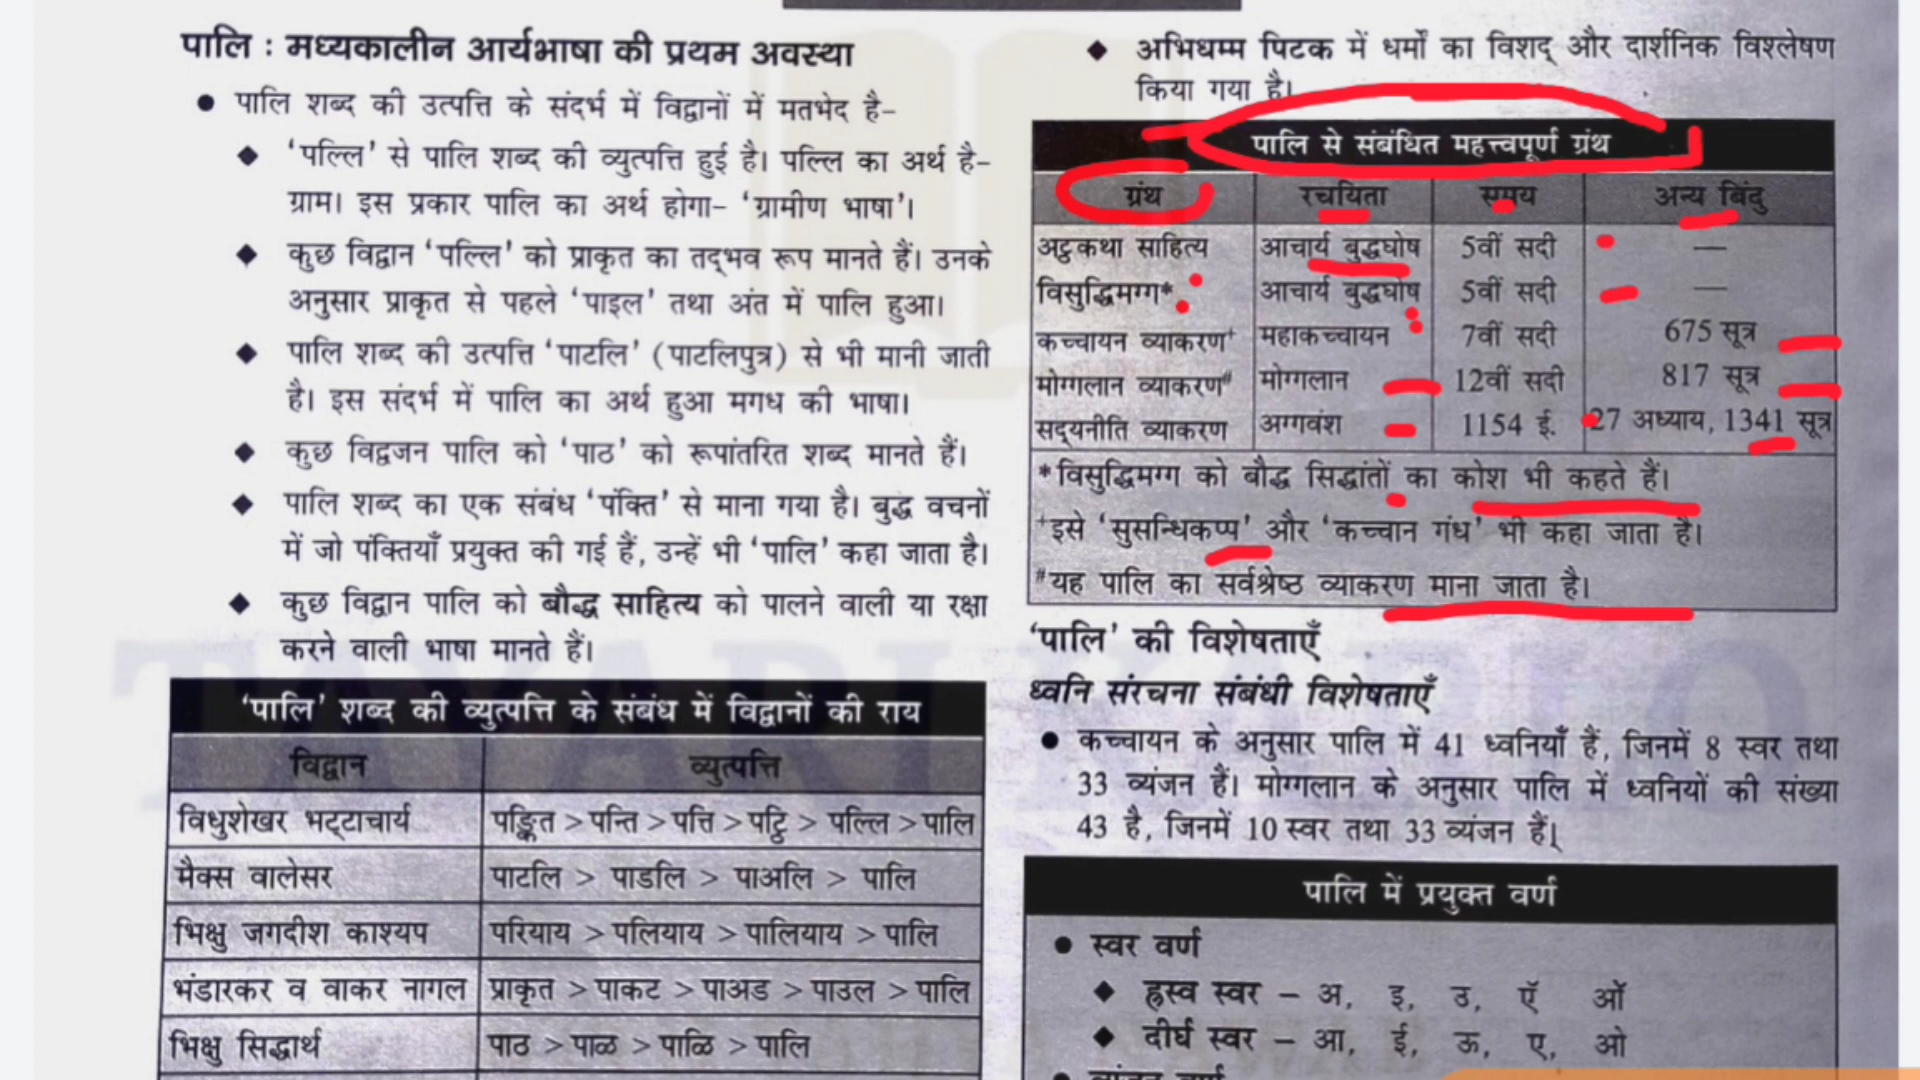 पालि : मध्यकालीन आर्यभाषा की प्रथम अवस्था
● पालि शब्द की उत्पत्ति के संदर्भ में विद्वानों में मतभेद है–
◆ ‘पल्लि’ से पालि शब्द की व्युत्पत्ति हुई है। पल्लि का अर्थ है–
ग्राम। इस प्रकार पालि का अर्थ होगा– ‘ग्रामीण भाषा’।
◆ कुछ विद्वान ‘पल्लि’ को प्राकृत का तद्‌भव रूप मानते हैं। उनके
अनुसार प्राकृत से पहले ‘पाइल’ तथा अंत में पालि हुआ।
◆ पालि शब्द की उत्पत्ति ‘पाटलि’ (पाटलिपुत्र) से भी मानी जाती
है। इस संदर्भ में पालि का अर्थ हुआ मगध की भाषा।
◆ कुछ विद्वजन पालि को ‘पाठ’ को रूपांतरित शब्द मानते हैं।
◆ पालि शब्द का एक संबंध ‘पंक्ति’ से माना गया है। बुद्ध वचनों
में जो पंक्तियाँ प्रयुक्त की गई हैं, उन्हें भी ‘पालि’ कहा जाता है।
◆ कुछ विद्वान पालि को बौद्ध साहित्य को पालने वाली या रक्षा
करने वाली भाषा मानते हैं।
‘पालि’ शब्द की व्युत्पत्ति के संबंध में विद्वानों की राय
विद्वान व्युत्पत्ति
विधुशेखर भट्‌टाचार्य पङ्क्ति > पन्ति > पत्ति > पट्ठि > पल्लि > पालि
मैक्स वालेसर पाटलि > पाडलि > पाअलि > पालि
भिक्षु जगदीश काश्यप परियाय > पलियाय > पालियाय > पालि
भंडारकर व वाकर नागल प्राकृत > पाकट > पाअड > पाउल > पालि
भिक्षु सिद्धार्थ पाठ > पाळ > पाळि > पालि
◆ अभिधम्म पिटक में धर्मों का विशद् और दार्शनिक विश्लेषण
किया गया है।
पालि से संबंधित महत्त्वपूर्ण ग्रंथ
ग्रंथ रचयिता समय अन्य बिंदु
अट्ठकथा साहित्य आचार्य बुद्धघोष 5वीं सदी —
विसुद्धिमग्ग* आचार्य बुद्धघोष 5वीं सदी —
कच्चायन व्याकरण+ महाकच्चायन 7वीं सदी 675 सूत्र
मोग्गलान व्याकरण# मोग्गलान 12वीं सदी 817 सूत्र
सद्‌यनीति व्याकरण अग्गवंश 1154 ई. 27 अध्याय, 1341 सूत्र
*विसुद्धिमग्ग को बौद्ध सिद्धांतों का कोश भी कहते हैं।
+इसे ‘सुसन्धिकप्प’ और ‘कच्चान गंध’ भी कहा जाता है।
#यह पालि का सर्वश्रेष्ठ व्याकरण माना जाता है।
‘पालि’ की विशेषताएँ
ध्वनि संरचना संबंधी विशेषताएँ
● कच्चायन के अनुसार पालि में 41 ध्वनियाँ हैं, जिनमें 8 स्वर तथा
33 व्यंजन हैं। मोग्गलान के अनुसार पालि में ध्वनियों की संख्या
43 है, जिनमें 10 स्वर तथा 33 व्यंजन हैं।
पालि में प्रयुक्त वर्ण
● स्वर वर्ण
◆ ह्रस्व स्वर – अ, इ, उ, ऍ ऑ
◆ दीर्घ स्वर – आ, ई, ऊ, ए, ओ